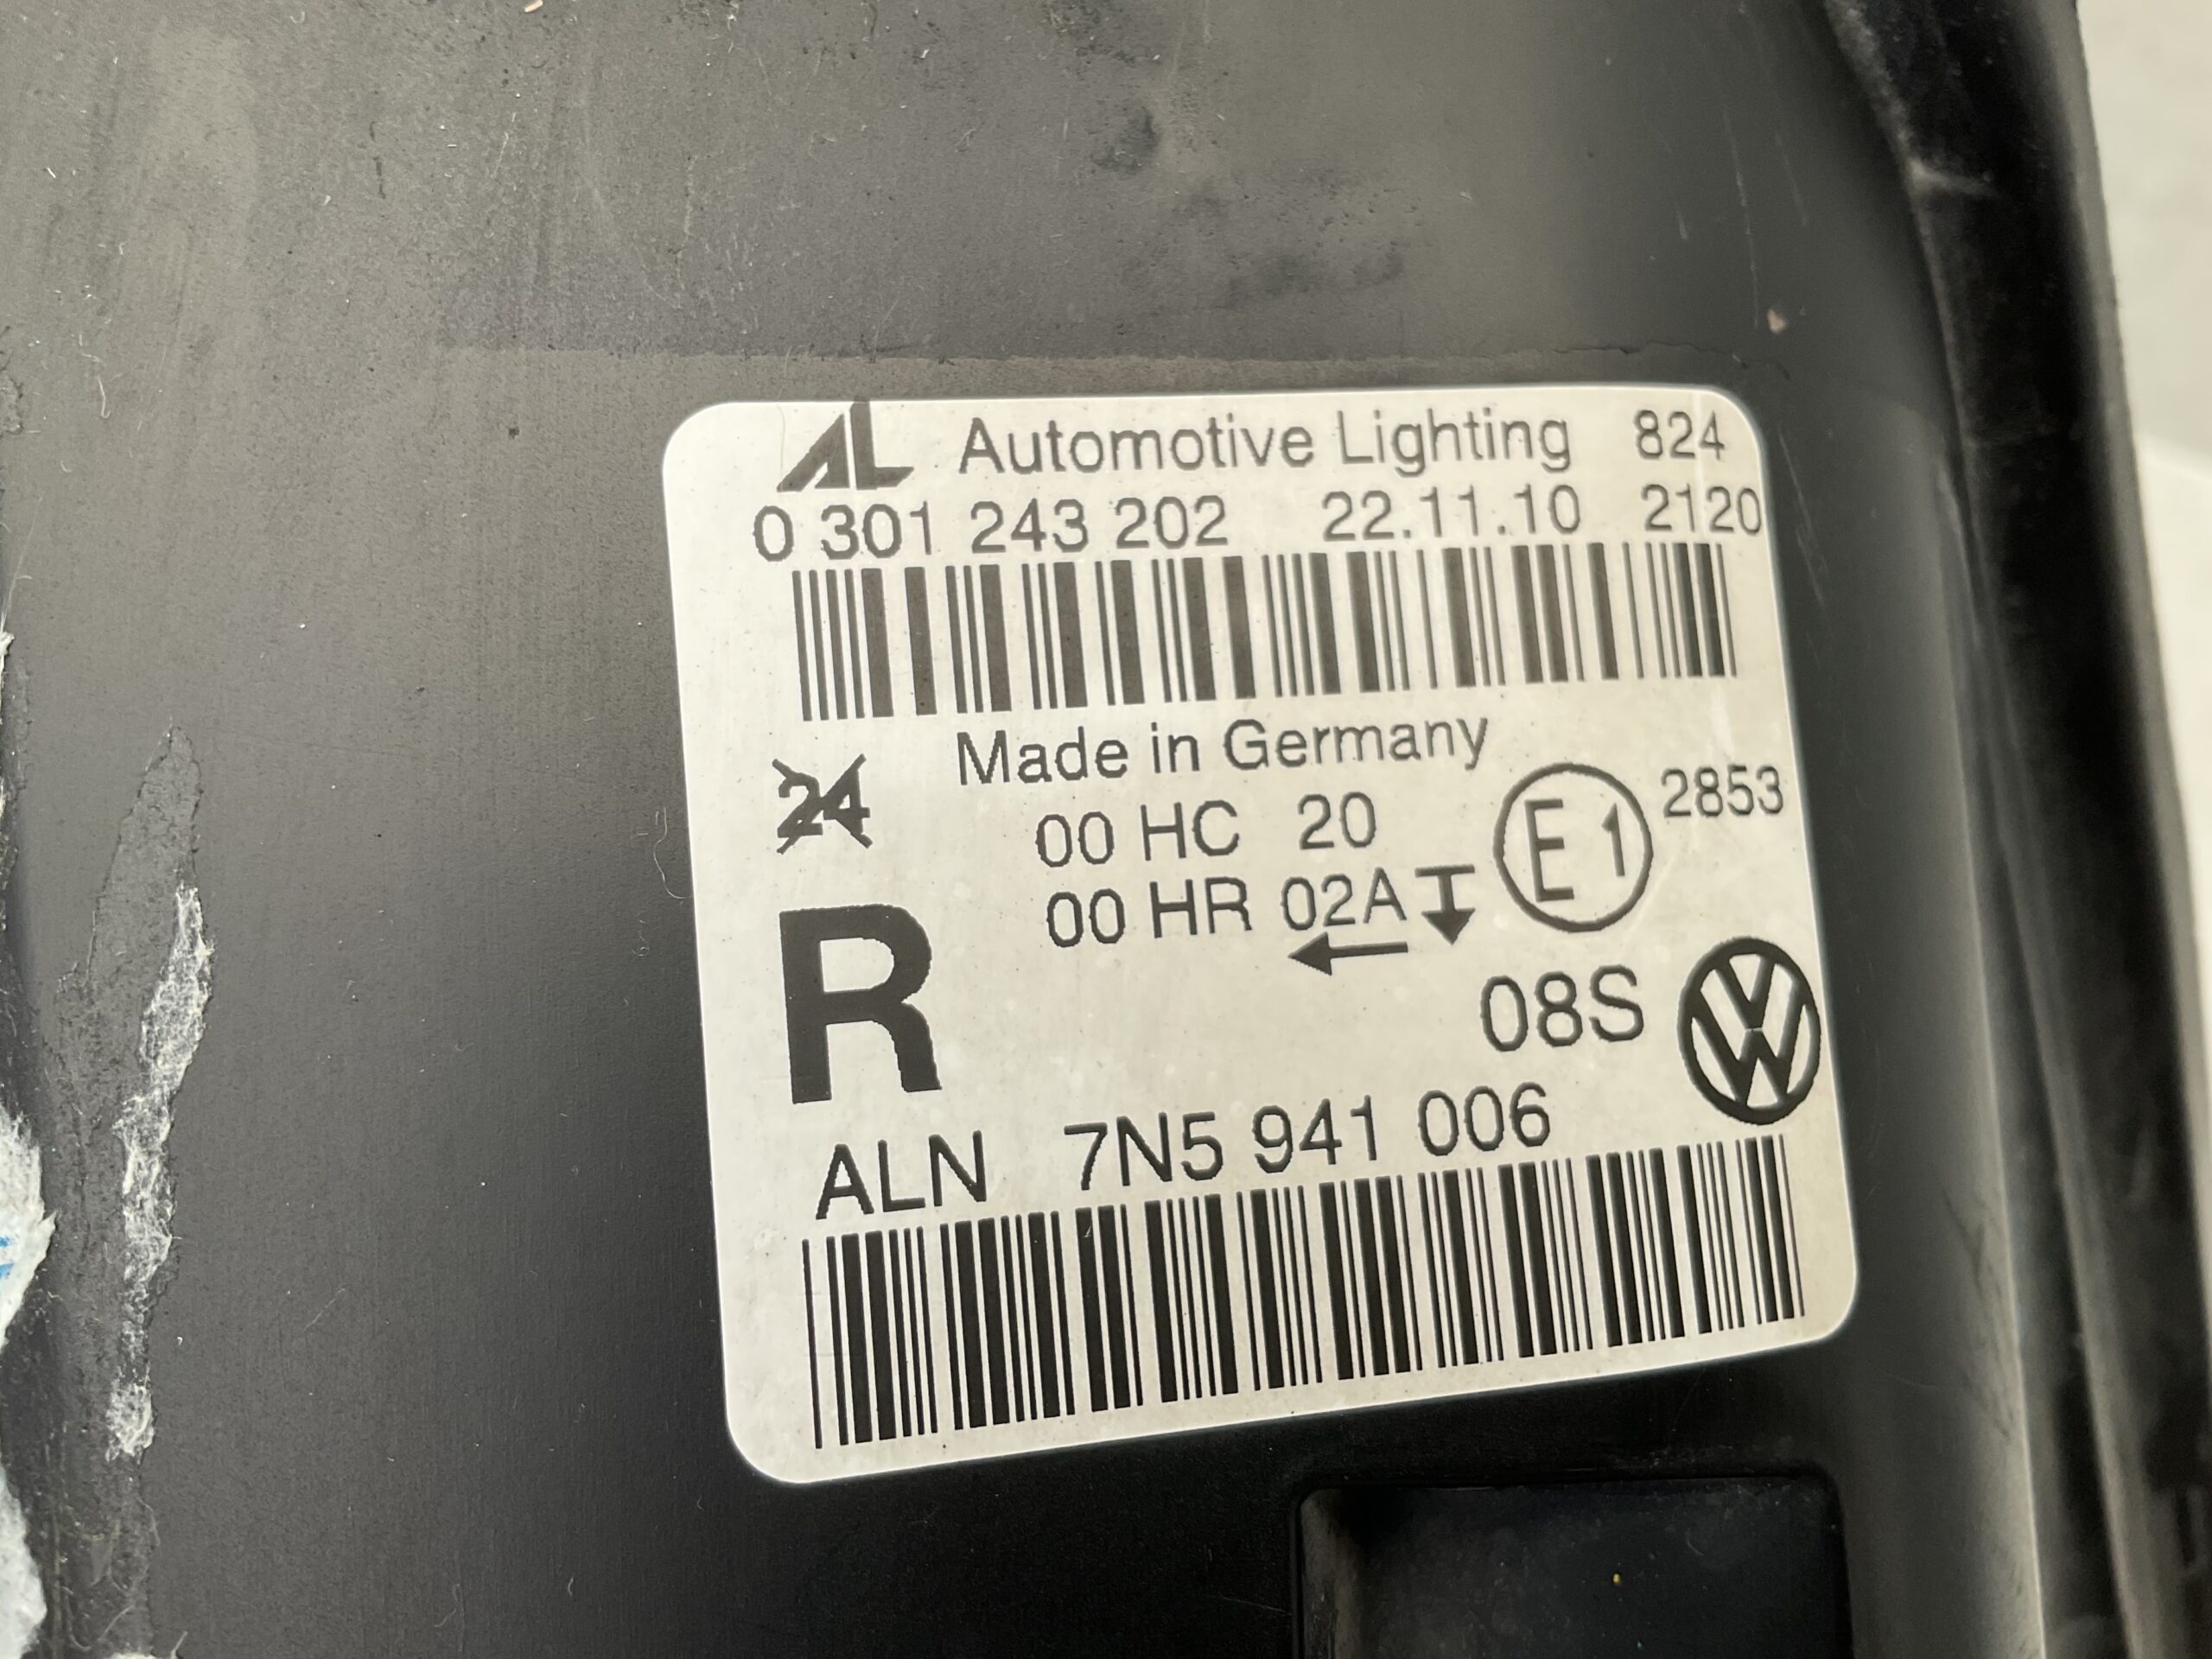 AL Automotive Lighting 824
0 301 243 202 22.11.10 2120
Made in Germany
24
00 HC 20 E1 2853
00 HR 02A
R
08S
ALN 7N5 941 006